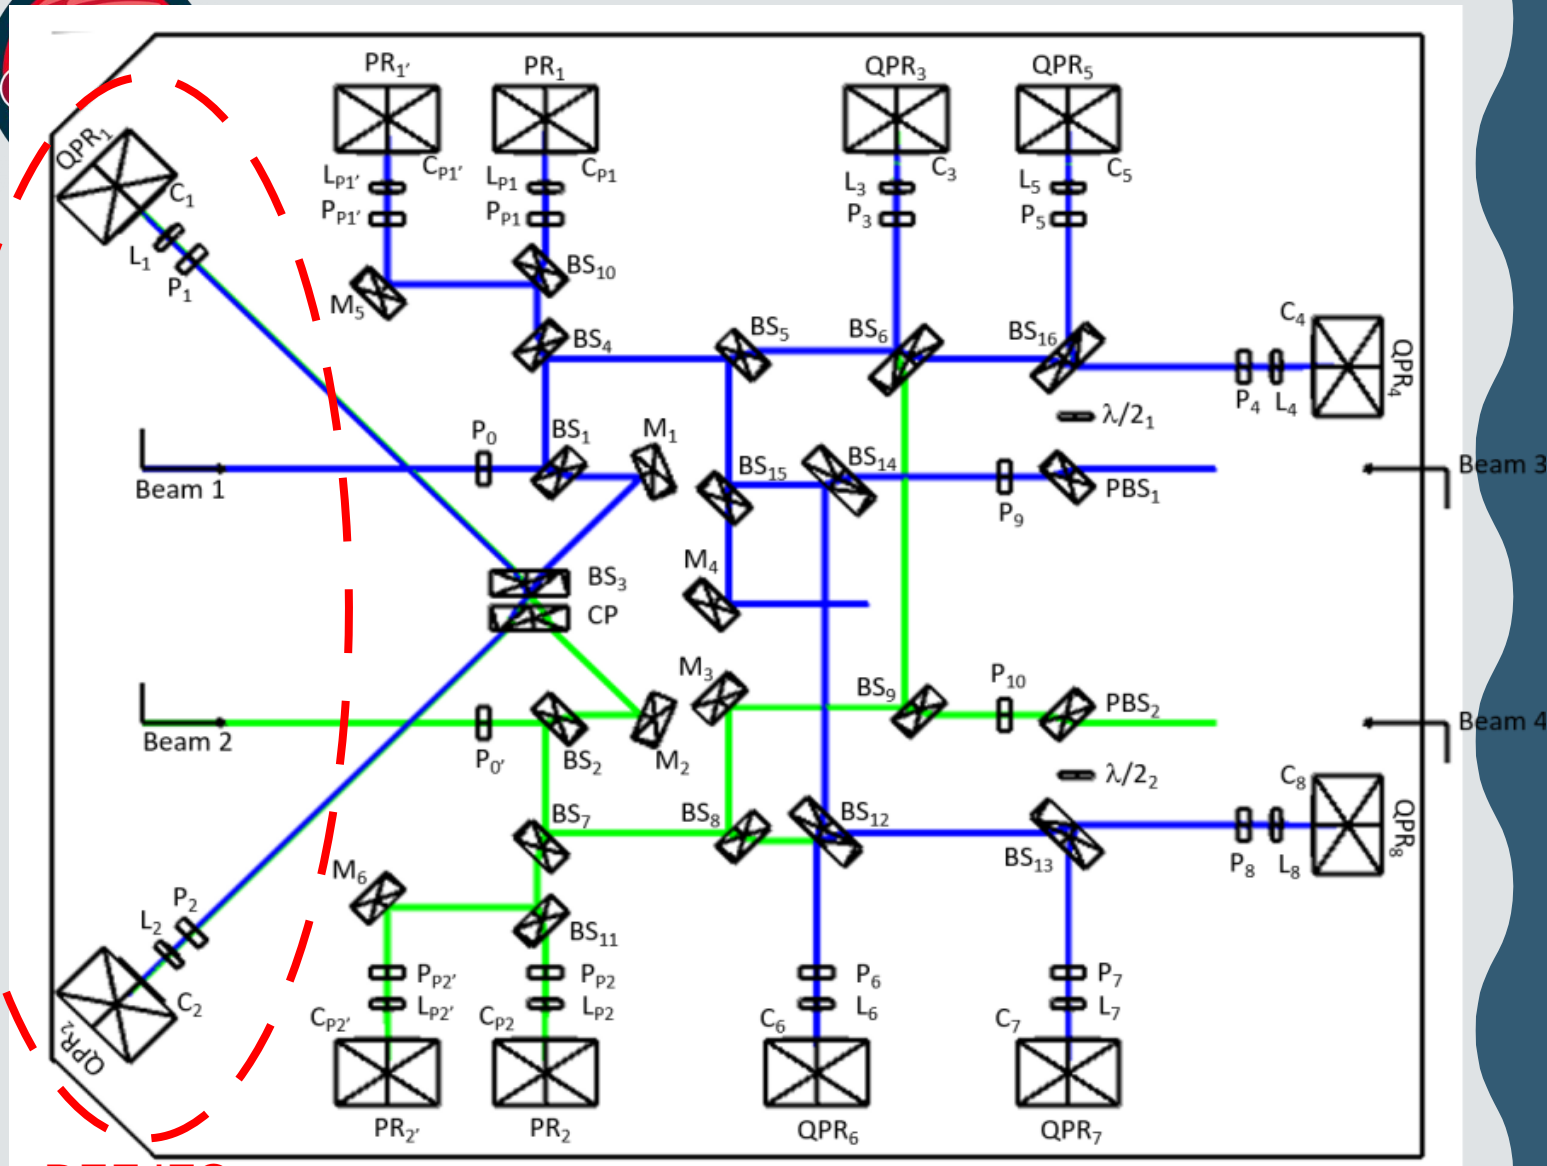 PR1' PR1 QPR3 QPR5
QPR1 C1 CP1' CP1 C3 C5
LP1' LP1 L3 L5
PP1' PP1 P3 P5
L1 P1
M5 BS10
BS4 BS5 BS6 BS16 C4 QPR4
P4 L4
λ/21
P0 BS1 M1 BS15 BS14 P9 PBS1
Beam 1 Beam 3
BS3 M4
CP
M3 BS9 P10 PBS2
Beam 2 Beam 4
P0' BS2 M2
λ/22
BS7 BS8 BS12 BS13 C8 QPR8
P8 L8
M6
P2 L2 BS11
C2 QPR2
PP2' PP2 P6 P7
LP2' LP2 L6 L7
CP2' CP2 C6 C7
PR2' PR2 QPR6 QPR7